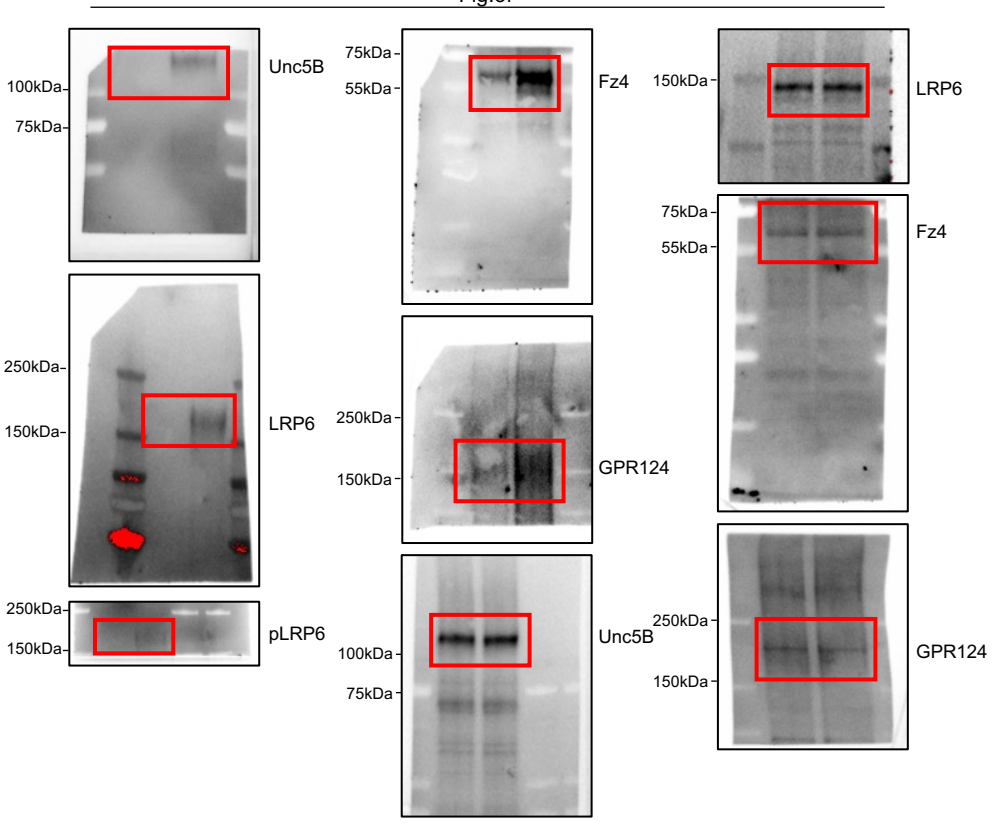 100kDa-
75kDa-
Unc5B
250kDa-
150kDa-
LRP6
250kDa-
150kDa-
pLRP6
75kDa-
55kDa-
Fz4
250kDa-
150kDa-
GPR124
100kDa-
75kDa-
Unc5B
150kDa-
LRP6
75kDa-
55kDa-
Fz4
250kDa-
150kDa-
GPR124